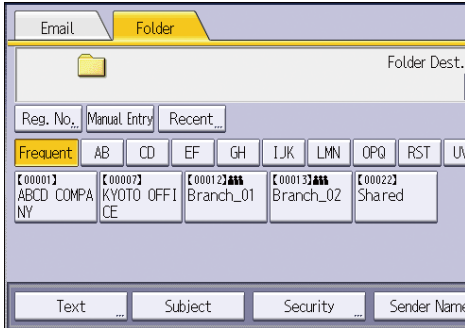 Email Folder
Folder Dest.
Reg. No. Manual Entry Recent
Frequent AB CD EF GH IJK LMN OPQ RST UV
【00001】 【00007】 【00012】 【00013】 【00022】
ABCD COMPA KYOTO OFFI Branch_01 Branch_02 Shared
NY CE
Text Subject Security Sender Name